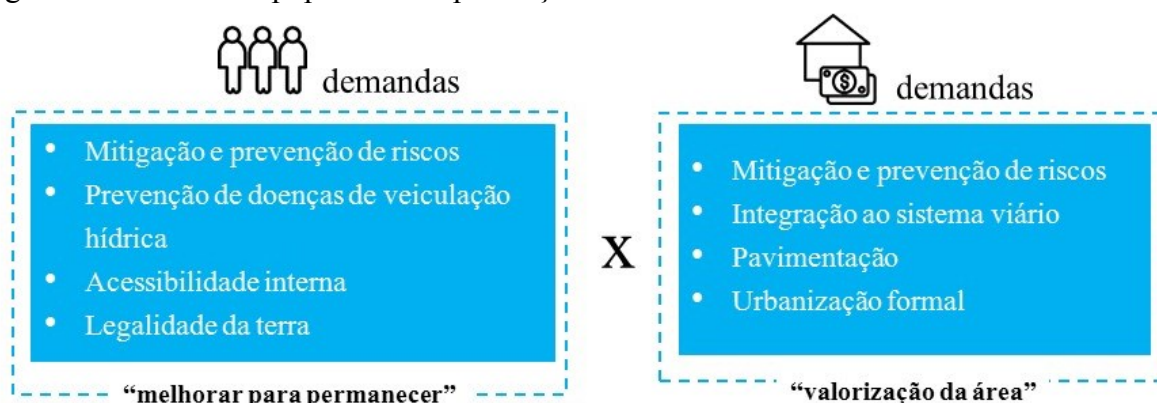 demandas
• Mitigação e prevenção de riscos
• Prevenção de doenças de veiculação
hídrica
• Acessibilidade interna
• Legalidade da terra
“melhorar para permanecer”
X
demandas
• Mitigação e prevenção de riscos
• Integração ao sistema viário
• Pavimentação
• Urbanização formal
“valorização da área”